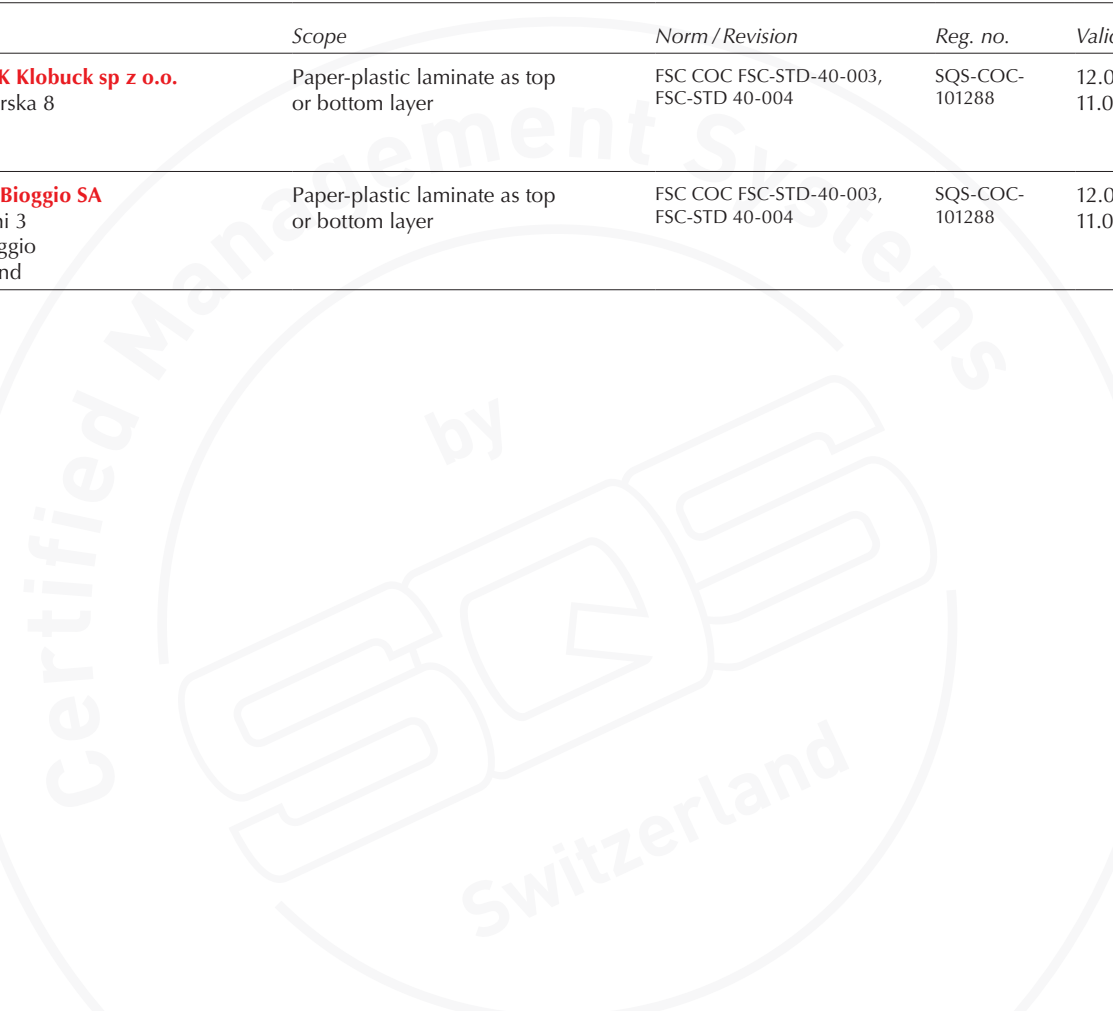 Scope Norm / Revision Reg. no. Valid
K Klobuck sp z o.o. Paper-plastic laminate as top FSC COC FSC-STD-40-003, SQS-COC- 12.0
rska 8 or bottom layer FSC-STD 40-004 101288 11.0
Bioggio SA Paper-plastic laminate as top FSC COC FSC-STD-40-003, SQS-COC- 12.0
ni 3 or bottom layer FSC-STD 40-004 101288 11.0
ggio
nd
Certified Management Systems
by
SQS
Switzerland